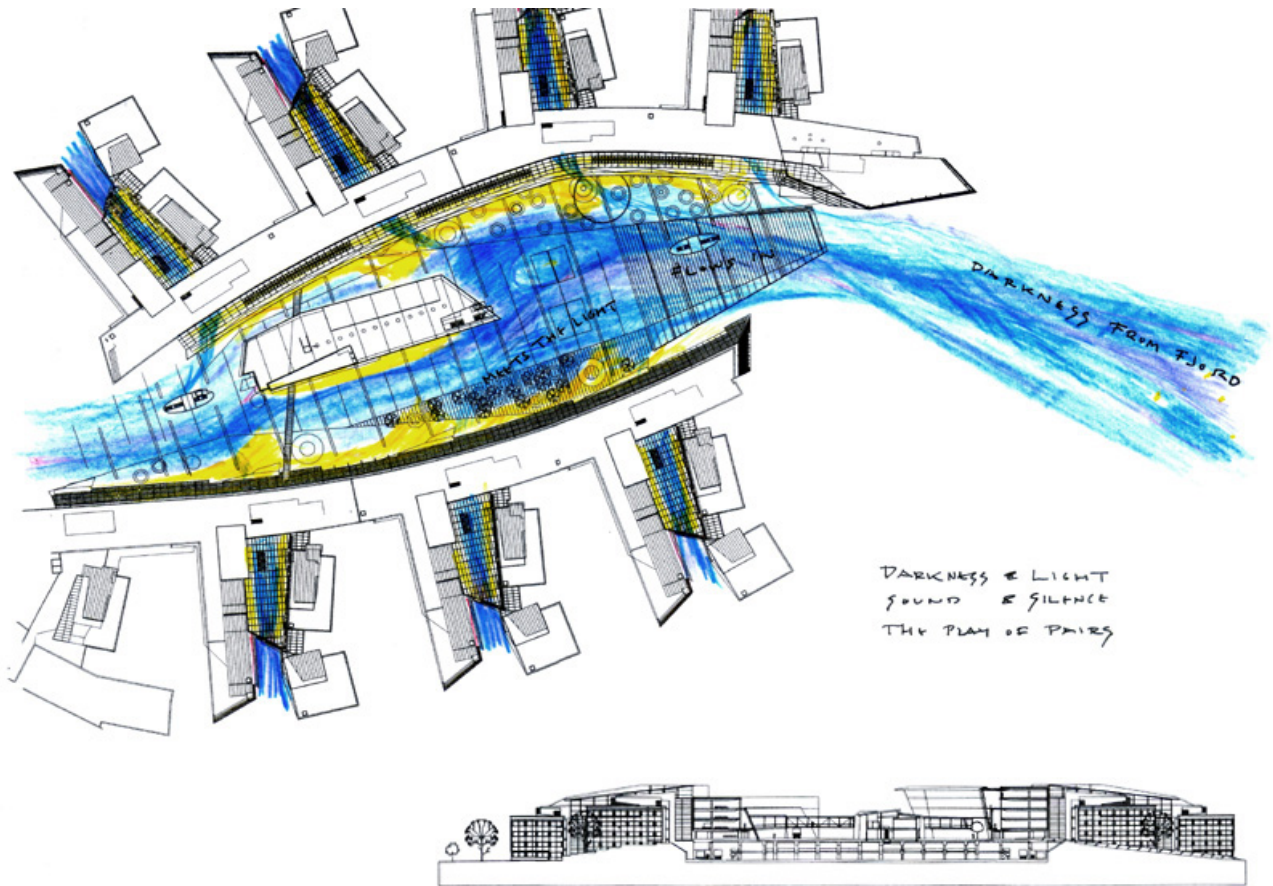 FLOWS IN
MEETS THE LIGHT
DARKNESS FROM FJORD
DARKNESS & LIGHT
SOUND & SILENCE
THE PLAY OF PAIRS